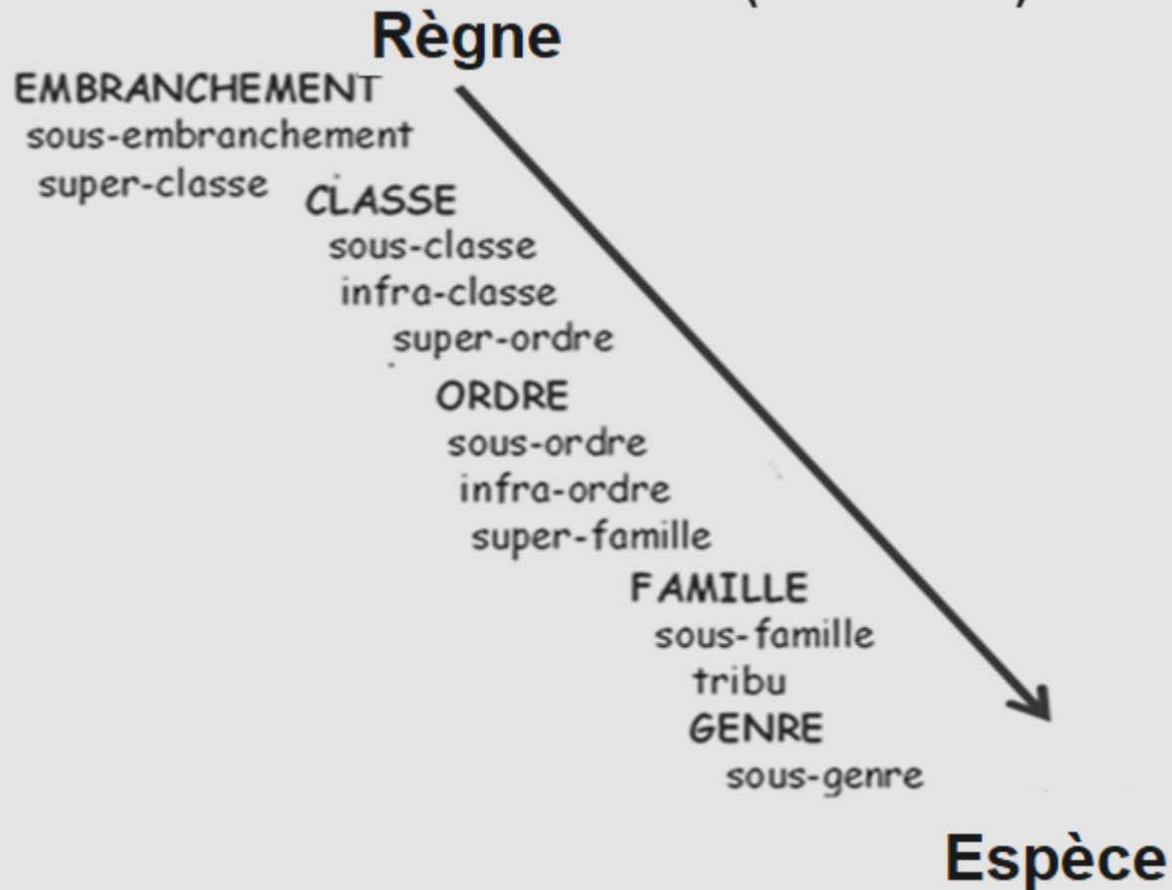 Règne
EMBRANCHEMENT
sous-embranchement
super-classe
CLASSE
sous-classe
infra-classe
super-ordre
ORDRE
sous-ordre
infra-ordre
super-famille
FAMILLE
sous-famille
tribu
GENRE
sous-genre
Espèce